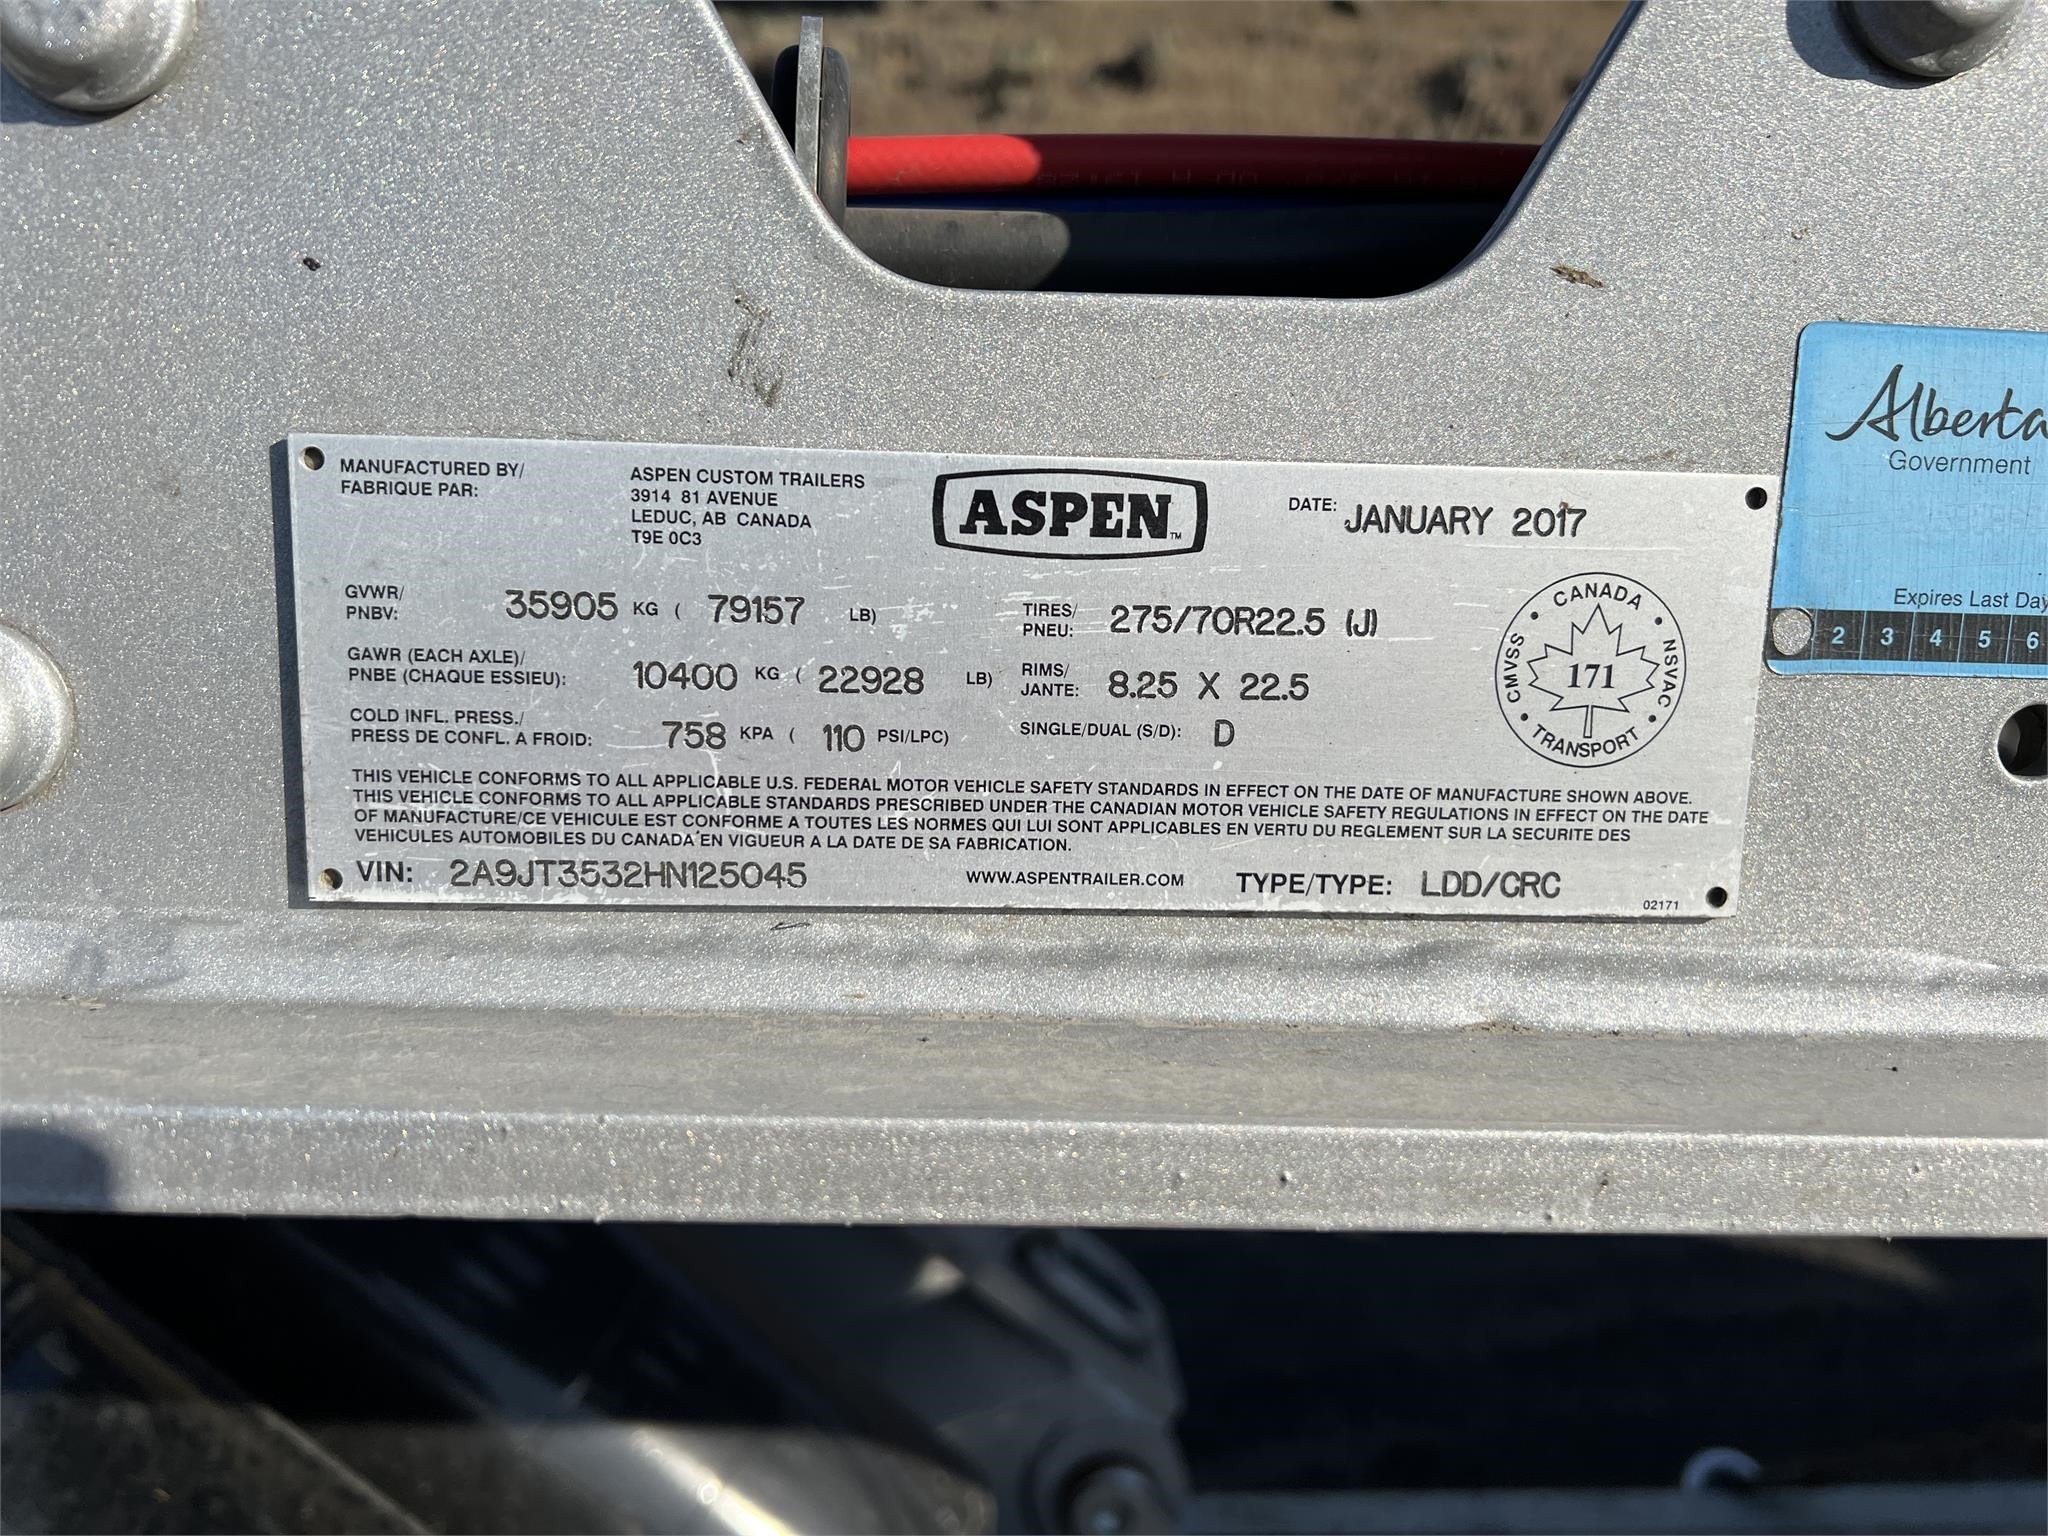 MANUFACTURED BY/
FABRIQUE PAR:
ASPEN CUSTOM TRAILERS
3914 81 AVENUE
LEDUC, AB CANADA
T9E 0C3
ASPEN™
DATE: JANUARY 2017
GVWR/
PNBV: 35905 KG ( 79157 LB)
TIRES/
PNEU: 275/70R22.5 (J)
GAWR (EACH AXLE)/
PNBE (CHAQUE ESSIEU): 10400 KG ( 22928 LB)
RIMS/
JANTE: 8.25 X 22.5
COLD INFL. PRESS./
PRESS DE CONFL. A FROID: 758 KPA ( 110 PSI/LPC)
SINGLE/DUAL (S/D): D
CANADA
CMVSS
171
NSVAC
TRANSPORT
THIS VEHICLE CONFORMS TO ALL APPLICABLE U.S. FEDERAL MOTOR VEHICLE SAFETY STANDARDS IN EFFECT ON THE DATE OF MANUFACTURE SHOWN ABOVE.
THIS VEHICLE CONFORMS TO ALL APPLICABLE STANDARDS PRESCRIBED UNDER THE CANADIAN MOTOR VEHICLE SAFETY REGULATIONS IN EFFECT ON THE DATE
OF MANUFACTURE/CE VEHICULE EST CONFORME A TOUTES LES NORMES QUI LUI SONT APPLICABLES EN VERTU DU REGLEMENT SUR LA SECURITE DES
VEHICULES AUTOMOBILES DU CANADA EN VIGUEUR A LA DATE DE SA FABRICATION.
VIN: 2A9JT3532HN125045
WWW.ASPENTRAILER.COM
TYPE/TYPE: LDD/CRC
02171
Alberta
Government
Expires Last Day
2 3 4 5 6